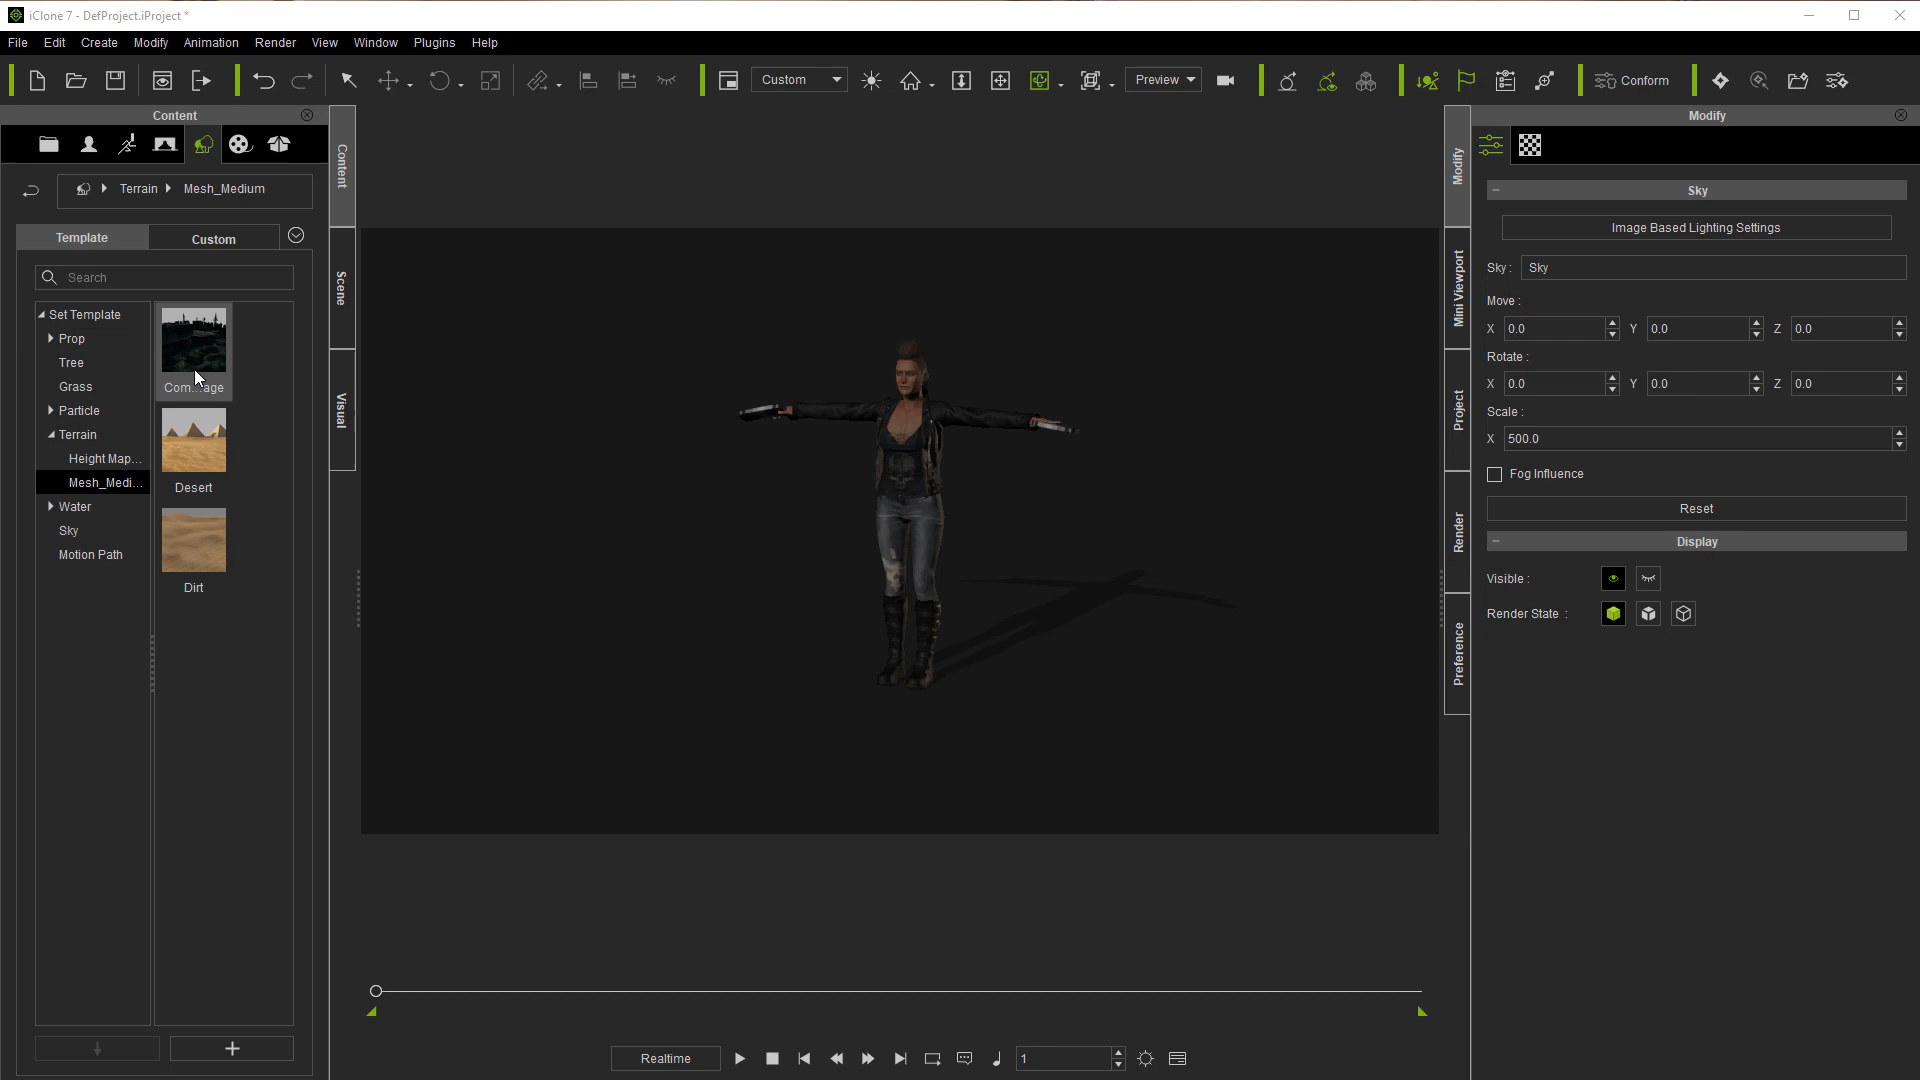 iClone 7 - DefProject.iProject *
File Edit Create Modify Animation Render View Window Plugins Help
Custom
Preview
Conform
Content
Terrain Mesh_Medium
Template
Custom
Search
Set Template
Prop
Tree
Grass
Particle
Terrain
Height Map...
Mesh_Medi...
Water
Sky
Motion Path
Com...age
Desert
Dirt
Content
Scene
Visual
Realtime
1
Modify
Mini Viewport
Project
Render
Preference
Modify
Sky
Image Based Lighting Settings
Sky : Sky
Move :
X 0.0 Y 0.0 Z 0.0
Rotate :
X 0.0 Y 0.0 Z 0.0
Scale :
X 500.0
Fog Influence
Reset
Display
Visible :
Render State :